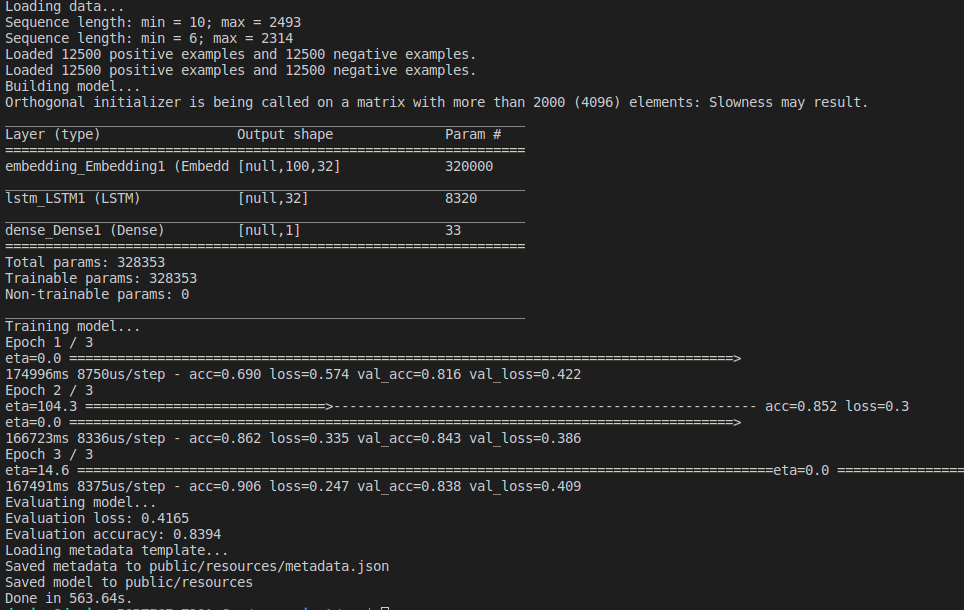 Loading data...
Sequence length: min = 10; max = 2493
Sequence length: min = 6; max = 2314
Loaded 12500 positive examples and 12500 negative examples.
Loaded 12500 positive examples and 12500 negative examples.
Building model...
Orthogonal initializer is being called on a matrix with more than 2000 (4096) elements: Slowness may result.
_________________________________________________________________
Layer (type)                 Output shape              Param #
=================================================================
embedding_Embedding1 (Embedd [null,100,32]             320000
_________________________________________________________________
lstm_LSTM1 (LSTM)            [null,32]                 8320
_________________________________________________________________
dense_Dense1 (Dense)         [null,1]                  33
=================================================================
Total params: 328353
Trainable params: 328353
Non-trainable params: 0
_________________________________________________________________
Training model...
Epoch 1 / 3
eta=0.0 ===================================================================================>
174996ms 8750us/step - acc=0.690 loss=0.574 val_acc=0.816 val_loss=0.422
Epoch 2 / 3
eta=104.3 ==============================>----------------------------------------------------- acc=0.852 loss=0.3
eta=0.0 ===================================================================================>
166723ms 8336us/step - acc=0.862 loss=0.335 val_acc=0.843 val_loss=0.386
Epoch 3 / 3
eta=14.6 =======================================================================================eta=0.0 ================
167491ms 8375us/step - acc=0.906 loss=0.247 val_acc=0.838 val_loss=0.409
Evaluating model...
Evaluation loss: 0.4165
Evaluation accuracy: 0.8394
Loading metadata template...
Saved metadata to public/resources/metadata.json
Saved model to public/resources
Done in 563.64s.